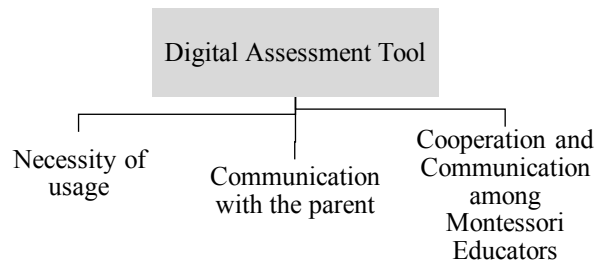 Digital Assessment Tool
Necessity of
usage
Communication
with the parent
Cooperation and
Communication
among
Montessori
Educators